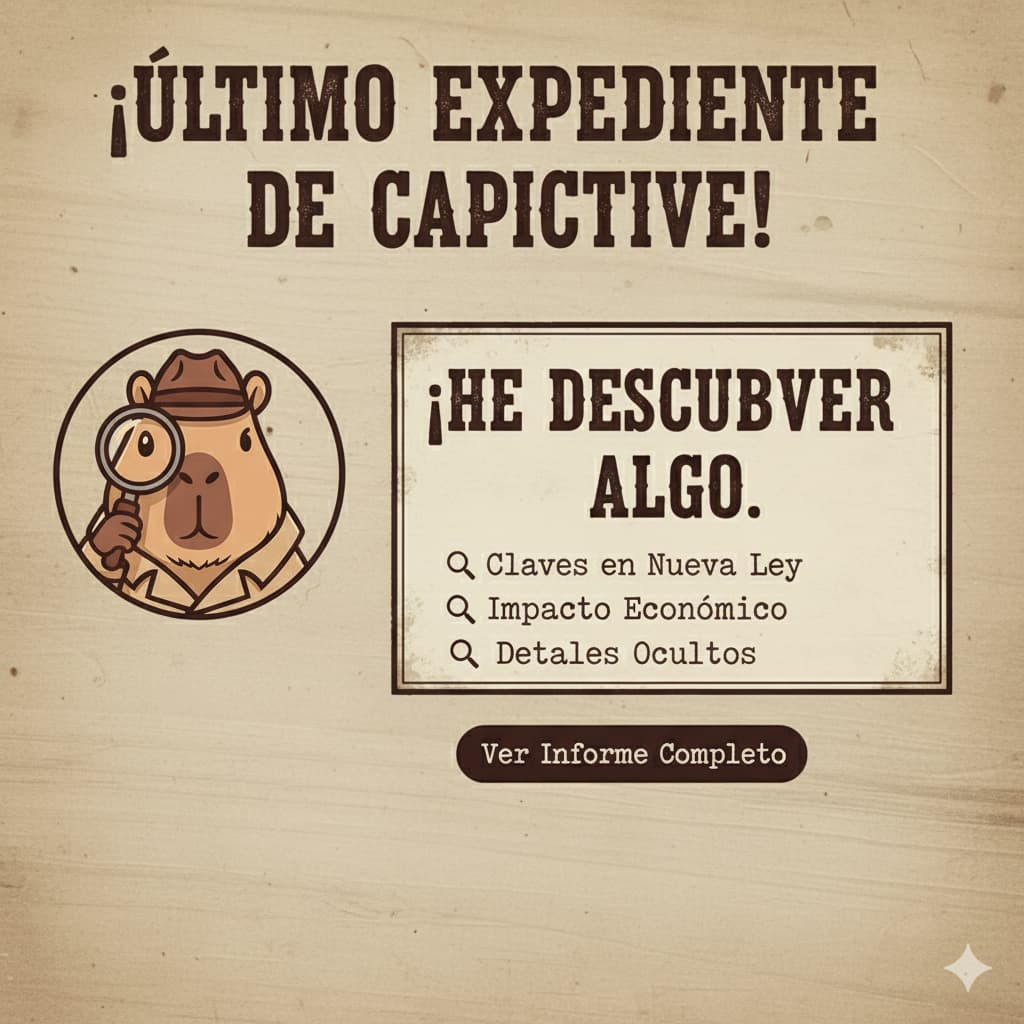 ¡ÚLTIMO EXPEDIENTE
DE CAPICTIVE!
¡HE DESCUBVER
ALGO.
Claves en Nueva Ley
Impacto Económico
Detales Ocultos
Ver Informe Completo